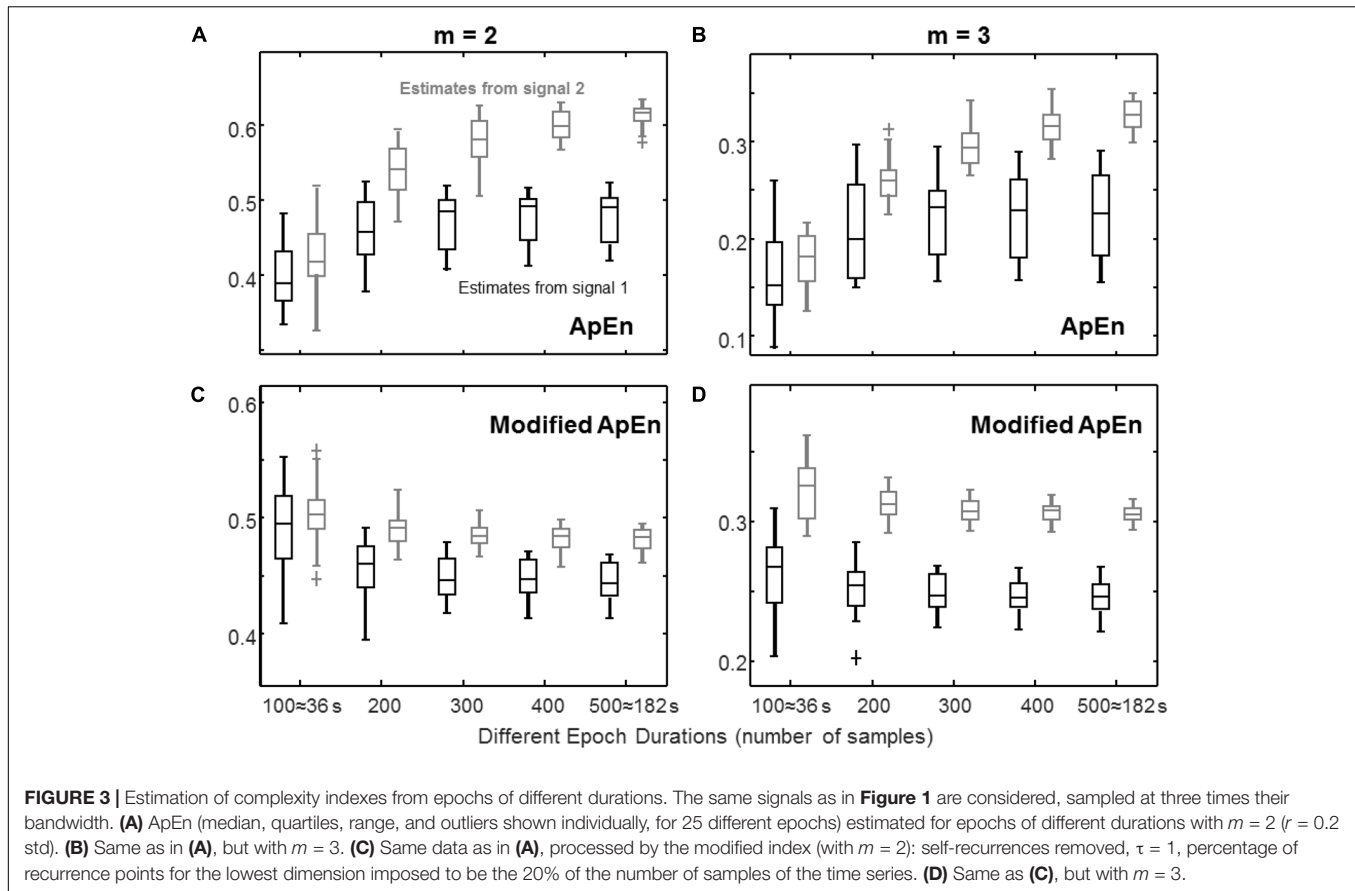 A
m = 2
B
m = 3
Estimates from signal 2
0.6
0.5
0.4
Estimates from signal 1
ApEn
0.3
0.2
0.1
ApEn
C
0.6
0.5
0.4
Modified ApEn
D
0.3
0.2
Modified ApEn
100≈36 s 200 300 400 500≈182 s
100≈36 s 200 300 400 500≈182 s
Different Epoch Durations (number of samples)
FIGURE 3 | Estimation of complexity indexes from epochs of different durations. The same signals as in Figure 1 are considered, sampled at three times their
bandwidth. (A) ApEn (median, quartiles, range, and outliers shown individually, for 25 different epochs) estimated for epochs of different durations with m = 2 (r = 0.2
std). (B) Same as in (A), but with m = 3. (C) Same data as in (A), processed by the modified index (with m = 2): self-recurrences removed, τ = 1, percentage of
recurrence points for the lowest dimension imposed to be the 20% of the number of samples of the time series. (D) Same as (C), but with m = 3.